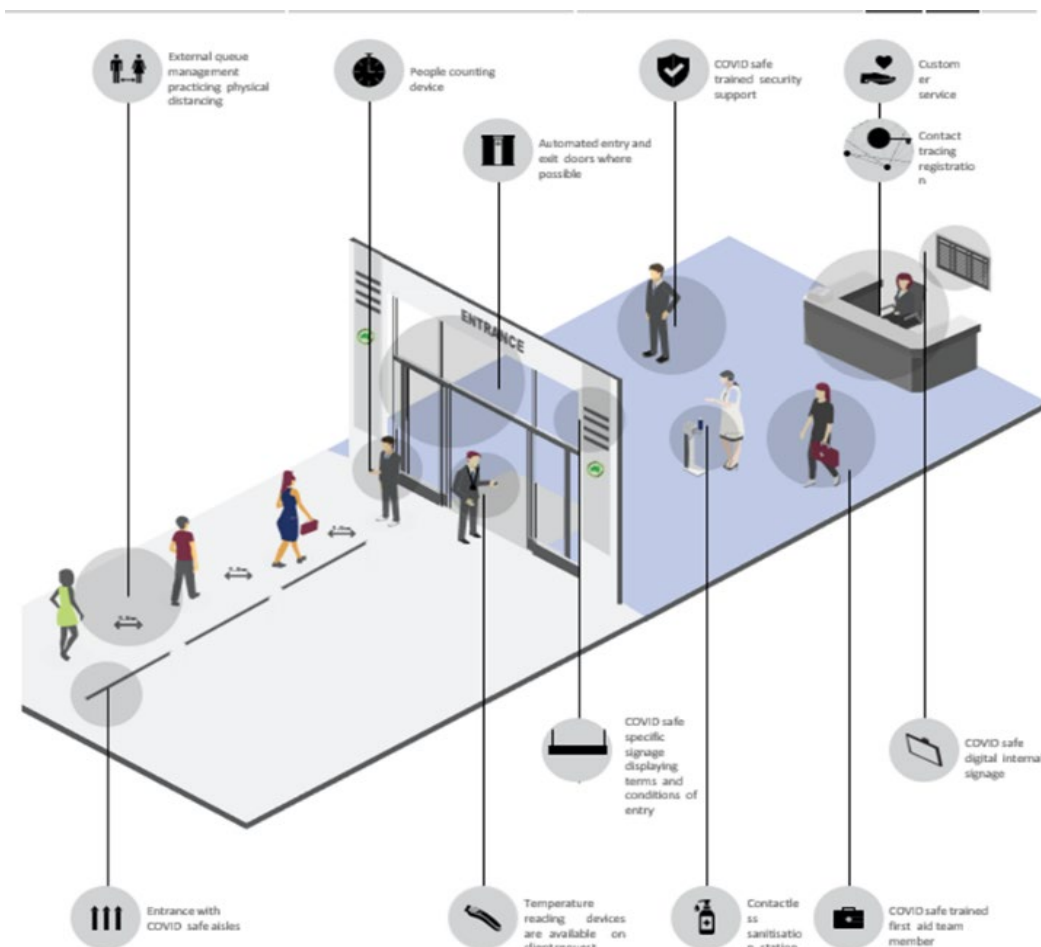 External queue
management
practicing physical
distancing
People counting
device
COVID safe
trained security
support
Custom
er
service
Automated entry and
exit doors where
possible
Contact
tracing
registratio
n
ENTRANCE
COVID safe
specific
signage
displaying
terms and
conditions of
entry
COVID safe
digital interna
signage
Entrance with
COVID safe aisles
Temperature
reading devices
are available on
client request
Contactle
ss
sanitisatio
n station
COVID safe trained
first aid team
member